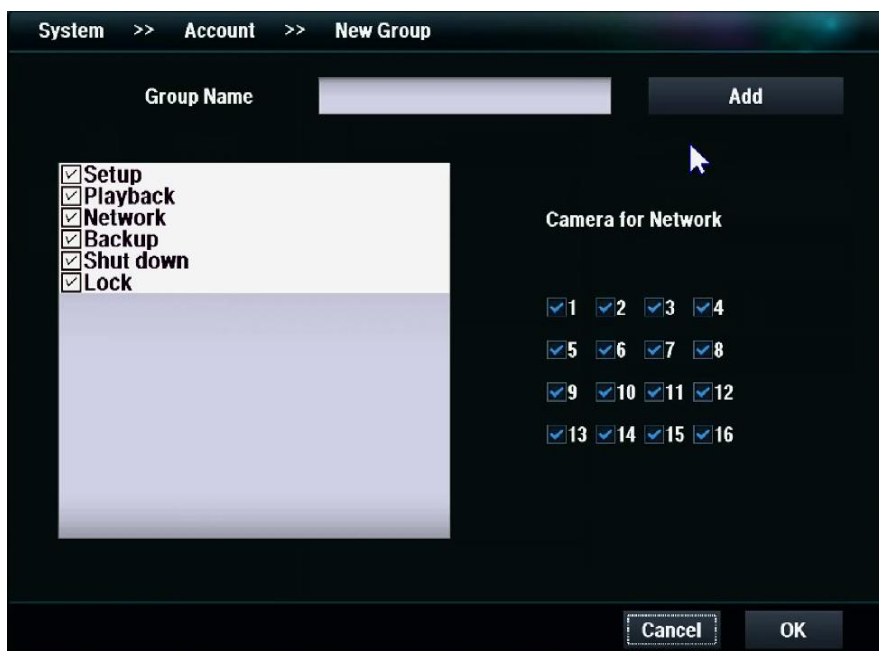 System >> Account >> New Group
Group Name
Add
Setup
Playback
Network
Backup
Shut down
Lock
Camera for Network
1 2 3 4
5 6 7 8
9 10 11 12
13 14 15 16
Cancel OK